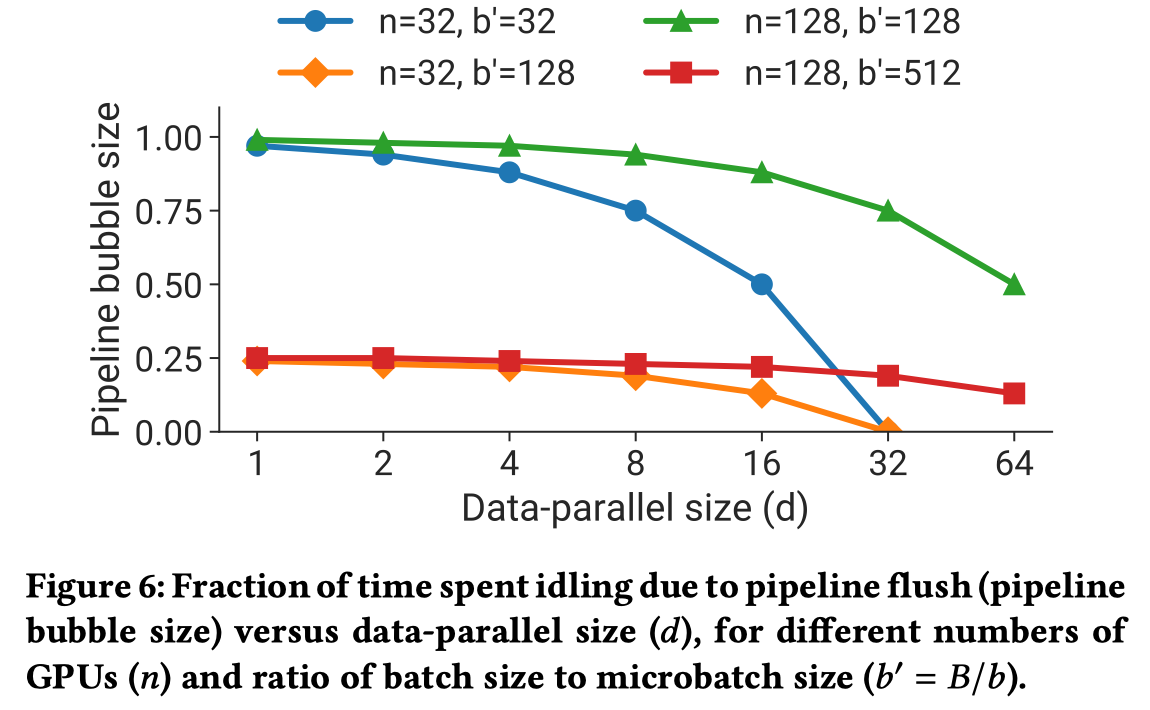 n=32, b'=32
n=128, b'=128
n=32, b'=128
n=128, b'=512
Pipeline bubble size
1.00
0.75
0.50
0.25
0.00
1 2 4 8 16 32 64
Data-parallel size (d)
Figure 6: Fraction of time spent idling due to pipeline flush (pipeline
bubble size) versus data-parallel size (d), for different numbers of
GPUs (n) and ratio of batch size to microbatch size (b′ = B/b).